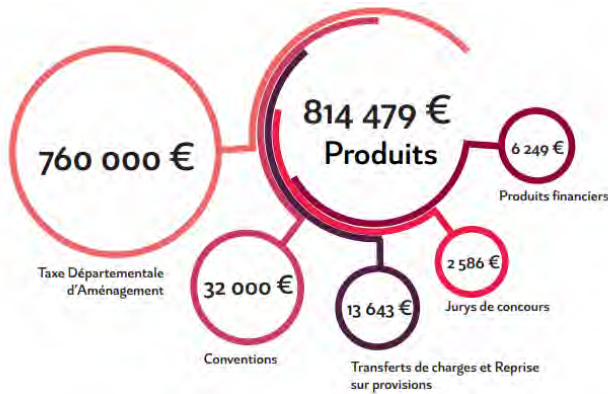 814 479 €
Produits
760 000 €
Taxe Départementale
d'Aménagement
32 000 €
Conventions
13 643 €
Transferts de charges et Reprise
sur provisions
2 586 €
Jurys de concours
6 249 €
Produits financiers